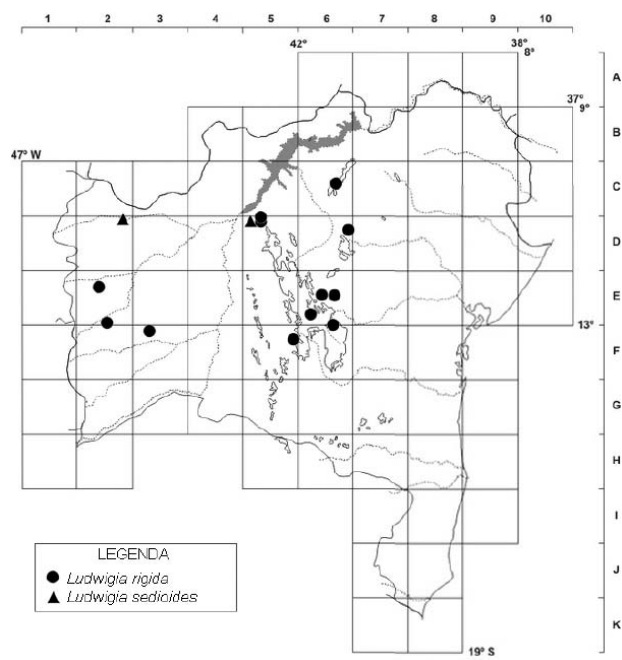 1 2 3 4 5 6 7 8 9 10
42° 38°
8°
A
37°
9°
B
47° W
C
D
E
13°
F
G
H
I
LEGENDA
J
Ludwigia rigida
Ludwigia sedioides
K
19° S